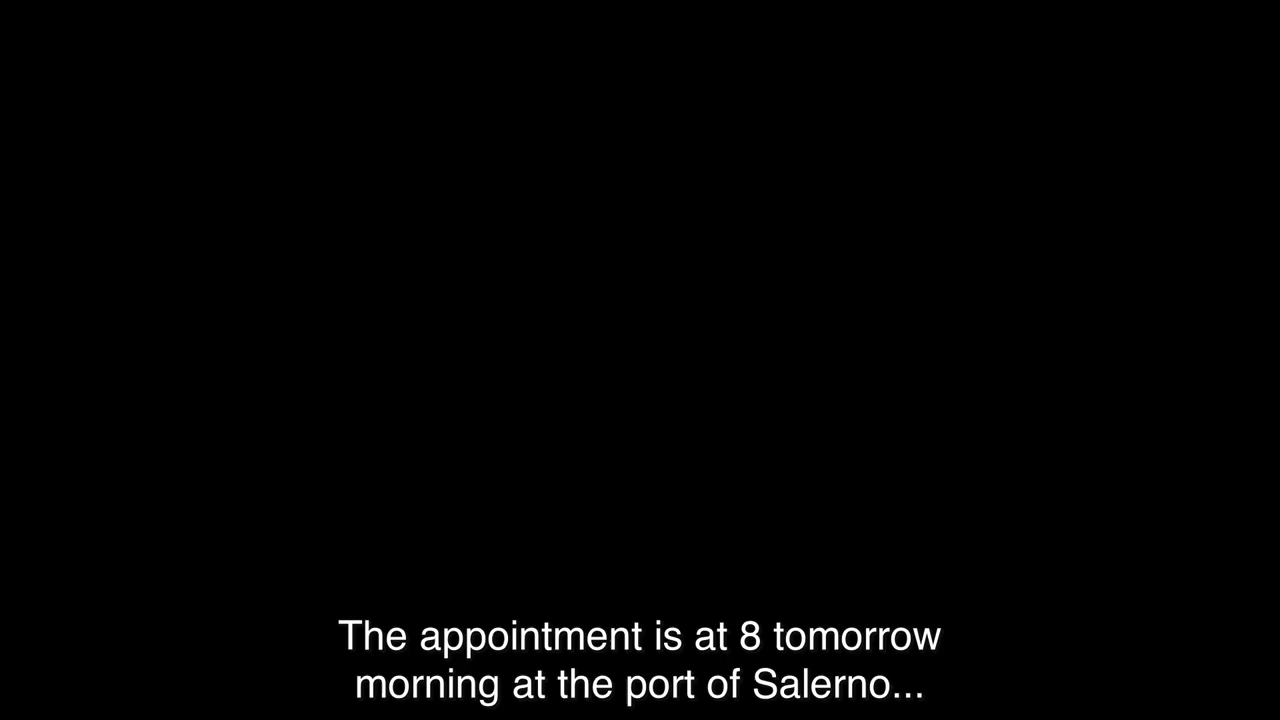 The appointment is at 8 tomorrow
morning at the port of Salerno...